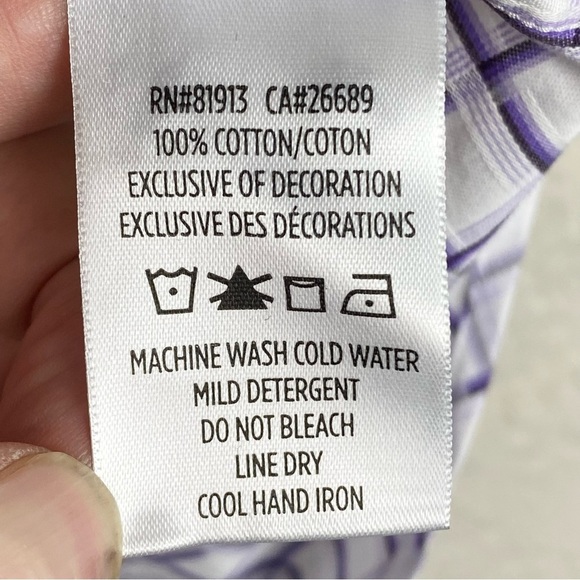 RN#81913 CA#26689
100% COTTON/COTON
EXCLUSIVE OF DECORATION
EXCLUSIVE DES DÉCORATIONS
MACHINE WASH COLD WATER
MILD DETERGENT
DO NOT BLEACH
LINE DRY
COOL HAND IRON